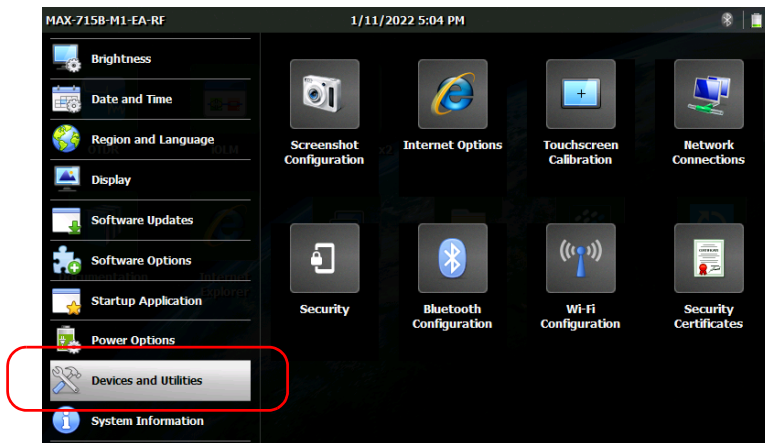 MAX-715B-M1-EA-RF
1/11/2022 5:04 PM
Brightness
Date and Time
Region and Language
Display
Software Updates
Software Options
Startup Application
Power Options
Devices and Utilities
System Information
Screenshot
Configuration
Internet Options
Touchscreen
Calibration
Network
Connections
Security
Bluetooth
Configuration
Wi-Fi
Configuration
Security
Certificates
Internet
Explorer